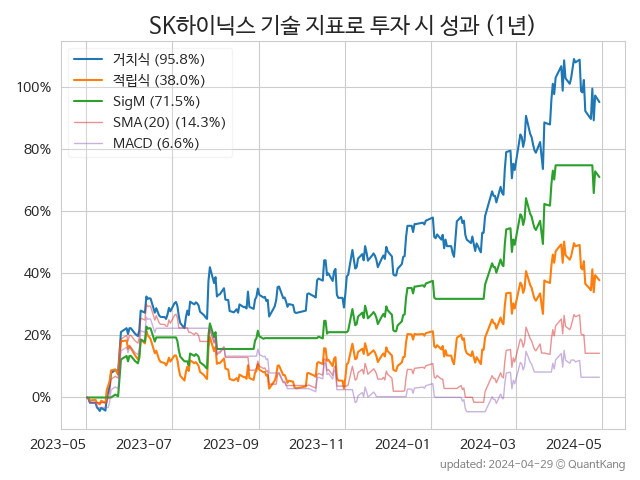 SK하이닉스 기술 지표로 투자 시 성과 (1년)
거치식 (95.8%)
적립식 (38.0%)
SigM (71.5%)
SMA(20) (14.3%)
MACD (6.6%)
100%
80%
60%
40%
20%
0%
2023-05 2023-07 2023-09 2023-11 2024-01 2024-03 2024-05
updated: 2024-04-29 © QuantKang